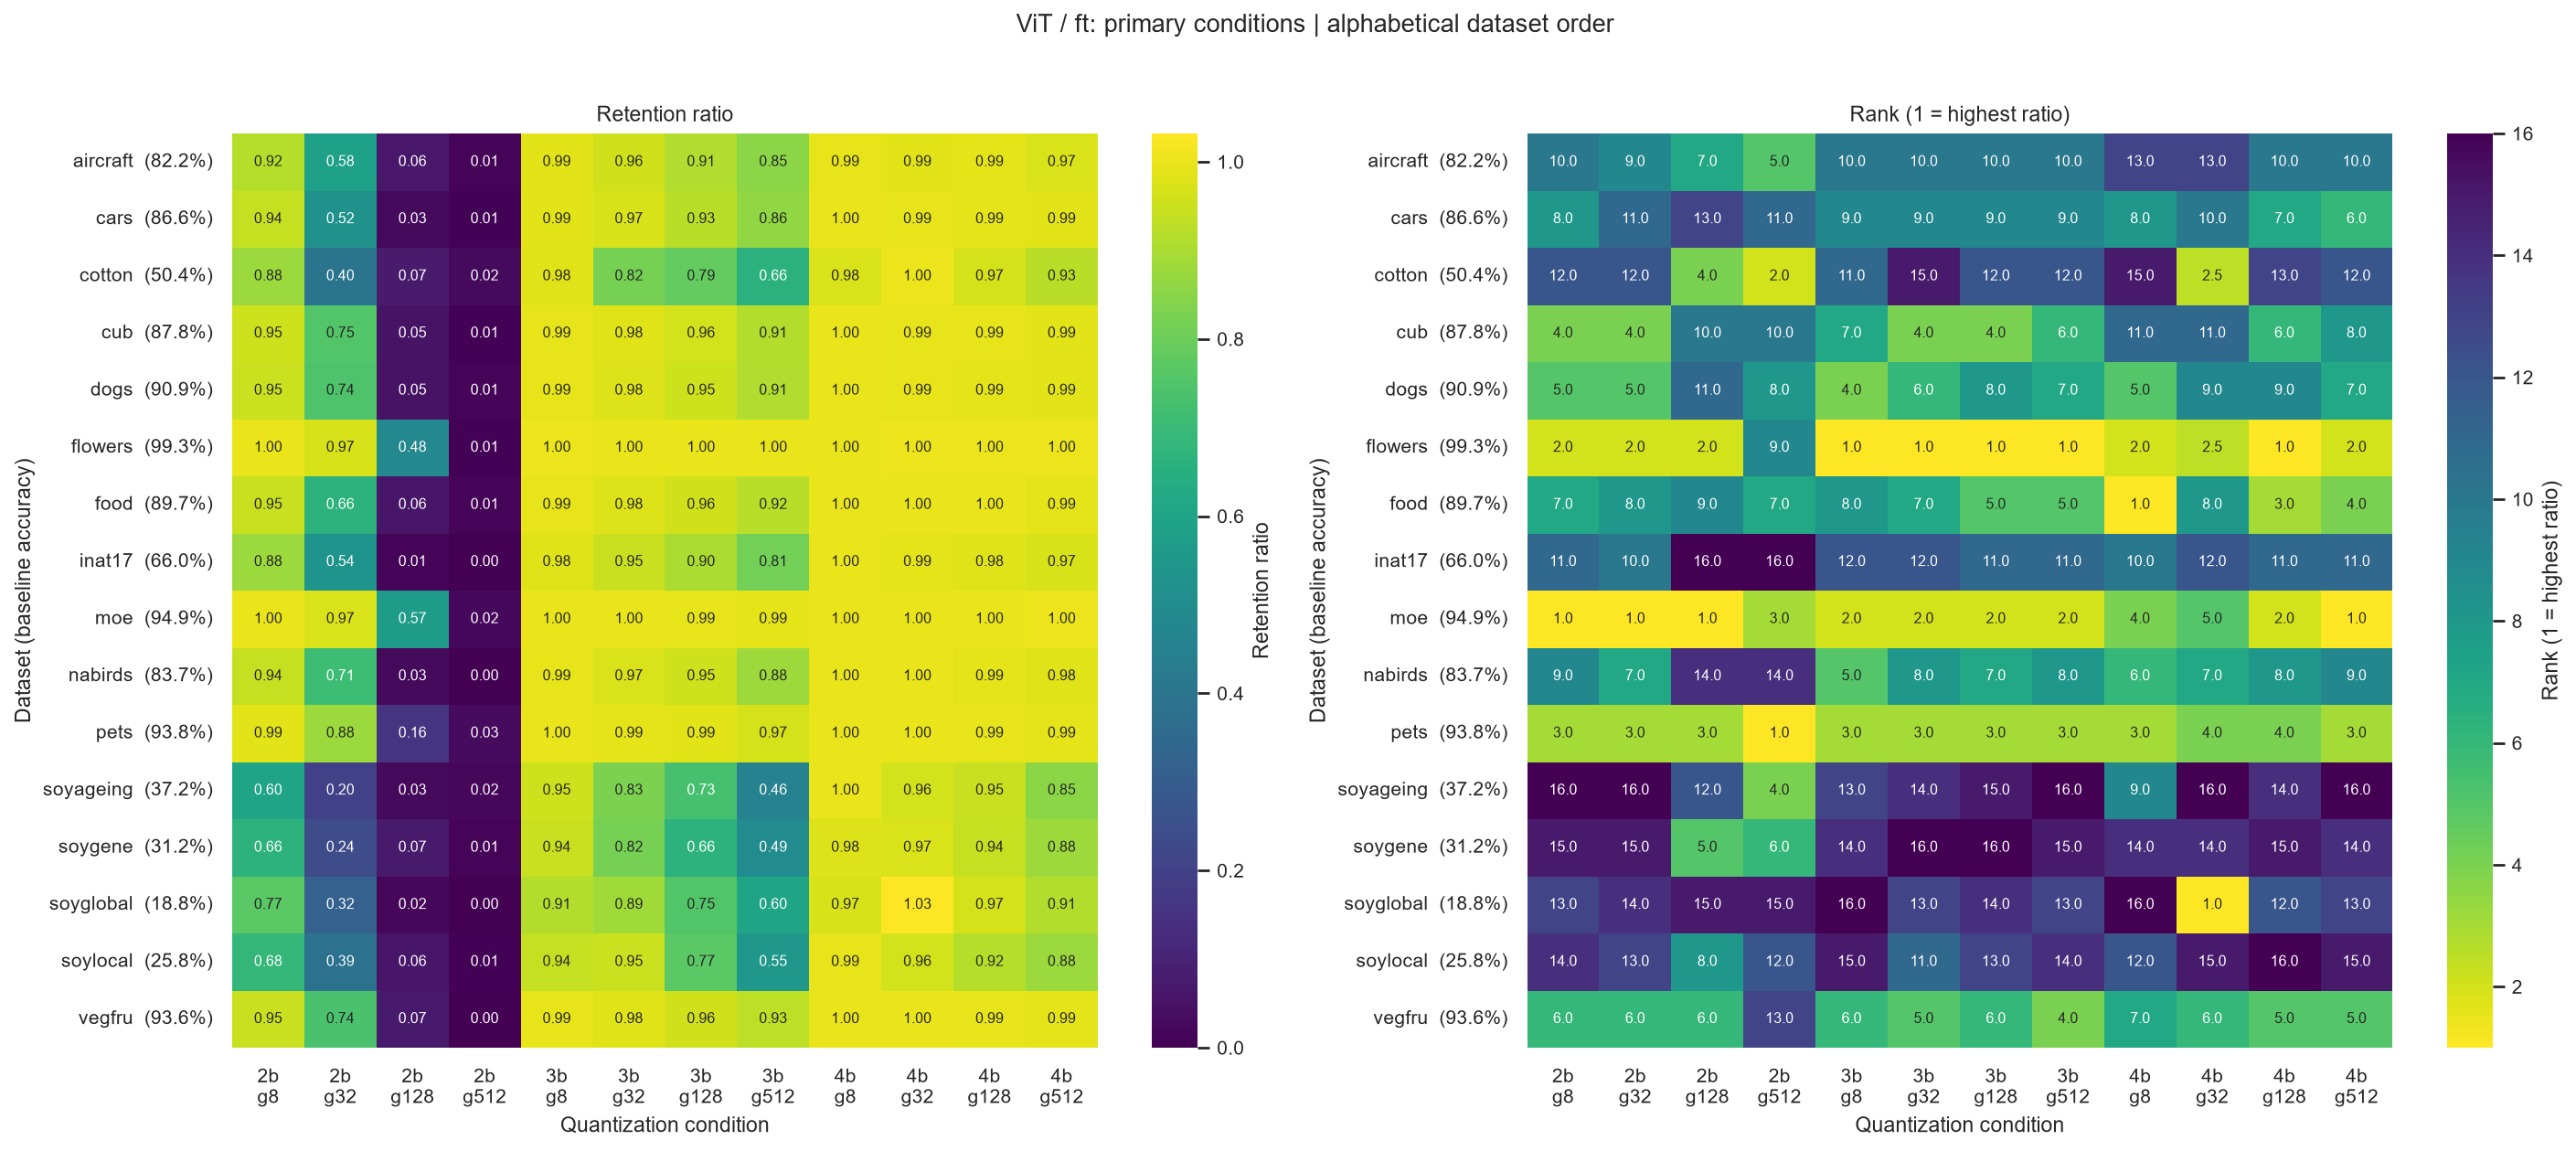 ViT / ft: primary conditions | alphabetical dataset order
Retention ratio
Dataset (baseline accuracy)
aircraft (82.2%) 0.92 0.58 0.06 0.01 0.99 0.96 0.91 0.85 0.99 0.99 0.99 0.97
cars (86.6%) 0.94 0.52 0.03 0.01 0.99 0.97 0.93 0.86 1.00 0.99 0.99 0.99
cotton (50.4%) 0.88 0.40 0.07 0.02 0.98 0.82 0.79 0.66 0.98 1.00 0.97 0.93
cub (87.8%) 0.95 0.75 0.05 0.01 0.99 0.98 0.96 0.91 1.00 0.99 0.99 0.99
dogs (90.9%) 0.95 0.74 0.05 0.01 0.99 0.98 0.95 0.91 1.00 0.99 0.99 0.99
flowers (99.3%) 1.00 0.97 0.48 0.01 1.00 1.00 1.00 1.00 1.00 1.00 1.00 1.00
food (89.7%) 0.95 0.66 0.06 0.01 0.99 0.98 0.96 0.92 1.00 1.00 1.00 0.99
inat17 (66.0%) 0.88 0.54 0.01 0.00 0.98 0.95 0.90 0.81 1.00 0.99 0.98 0.97
moe (94.9%) 1.00 0.97 0.57 0.02 1.00 1.00 0.99 0.99 1.00 1.00 1.00 1.00
nabirds (83.7%) 0.94 0.71 0.03 0.00 0.99 0.97 0.95 0.88 1.00 1.00 0.99 0.98
pets (93.8%) 0.99 0.88 0.16 0.03 1.00 0.99 0.99 0.97 1.00 1.00 0.99 0.99
soyageing (37.2%) 0.60 0.20 0.03 0.02 0.95 0.83 0.73 0.46 1.00 0.96 0.95 0.85
soygene (31.2%) 0.66 0.24 0.07 0.01 0.94 0.82 0.66 0.49 0.98 0.97 0.94 0.88
soyglobal (18.8%) 0.77 0.32 0.02 0.00 0.91 0.89 0.75 0.60 0.97 1.03 0.97 0.91
soylocal (25.8%) 0.68 0.39 0.06 0.01 0.94 0.95 0.77 0.55 0.99 0.96 0.92 0.88
vegfru (93.6%) 0.95 0.74 0.07 0.00 0.99 0.98 0.96 0.93 1.00 1.00 0.99 0.99
2b 2b 2b 2b 3b 3b 3b 3b 4b 4b 4b 4b
g8 g32 g128 g512 g8 g32 g128 g512 g8 g32 g128 g512
Quantization condition
1.0
0.8
0.6
0.4
0.2
0.0
Retention ratio
Rank (1 = highest ratio)
Dataset (baseline accuracy)
aircraft (82.2%) 10.0 9.0 7.0 5.0 10.0 10.0 10.0 10.0 13.0 13.0 10.0 10.0
cars (86.6%) 8.0 11.0 13.0 11.0 9.0 9.0 9.0 9.0 8.0 10.0 7.0 6.0
cotton (50.4%) 12.0 12.0 4.0 2.0 11.0 15.0 12.0 12.0 15.0 2.5 13.0 12.0
cub (87.8%) 4.0 4.0 10.0 10.0 7.0 4.0 4.0 6.0 11.0 11.0 6.0 8.0
dogs (90.9%) 5.0 5.0 11.0 8.0 4.0 6.0 8.0 7.0 5.0 9.0 9.0 7.0
flowers (99.3%) 2.0 2.0 2.0 9.0 1.0 1.0 1.0 1.0 2.0 2.5 1.0 2.0
food (89.7%) 7.0 8.0 9.0 7.0 8.0 7.0 5.0 5.0 1.0 8.0 3.0 4.0
inat17 (66.0%) 11.0 10.0 16.0 16.0 12.0 12.0 11.0 11.0 10.0 12.0 11.0 11.0
moe (94.9%) 1.0 1.0 1.0 3.0 2.0 2.0 2.0 2.0 4.0 5.0 2.0 1.0
nabirds (83.7%) 9.0 7.0 14.0 14.0 5.0 8.0 7.0 8.0 6.0 7.0 8.0 9.0
pets (93.8%) 3.0 3.0 3.0 1.0 3.0 3.0 3.0 3.0 3.0 4.0 4.0 3.0
soyageing (37.2%) 16.0 16.0 12.0 4.0 13.0 14.0 15.0 16.0 9.0 16.0 14.0 16.0
soygene (31.2%) 15.0 15.0 5.0 6.0 14.0 16.0 16.0 15.0 14.0 14.0 15.0 14.0
soyglobal (18.8%) 13.0 14.0 15.0 15.0 16.0 13.0 14.0 13.0 16.0 1.0 12.0 13.0
soylocal (25.8%) 14.0 13.0 8.0 12.0 15.0 11.0 13.0 14.0 12.0 15.0 16.0 15.0
vegfru (93.6%) 6.0 6.0 6.0 13.0 6.0 5.0 6.0 4.0 7.0 6.0 5.0 5.0
2b 2b 2b 2b 3b 3b 3b 3b 4b 4b 4b 4b
g8 g32 g128 g512 g8 g32 g128 g512 g8 g32 g128 g512
Quantization condition
16
14
12
10
8
6
4
2
Rank (1 = highest ratio)